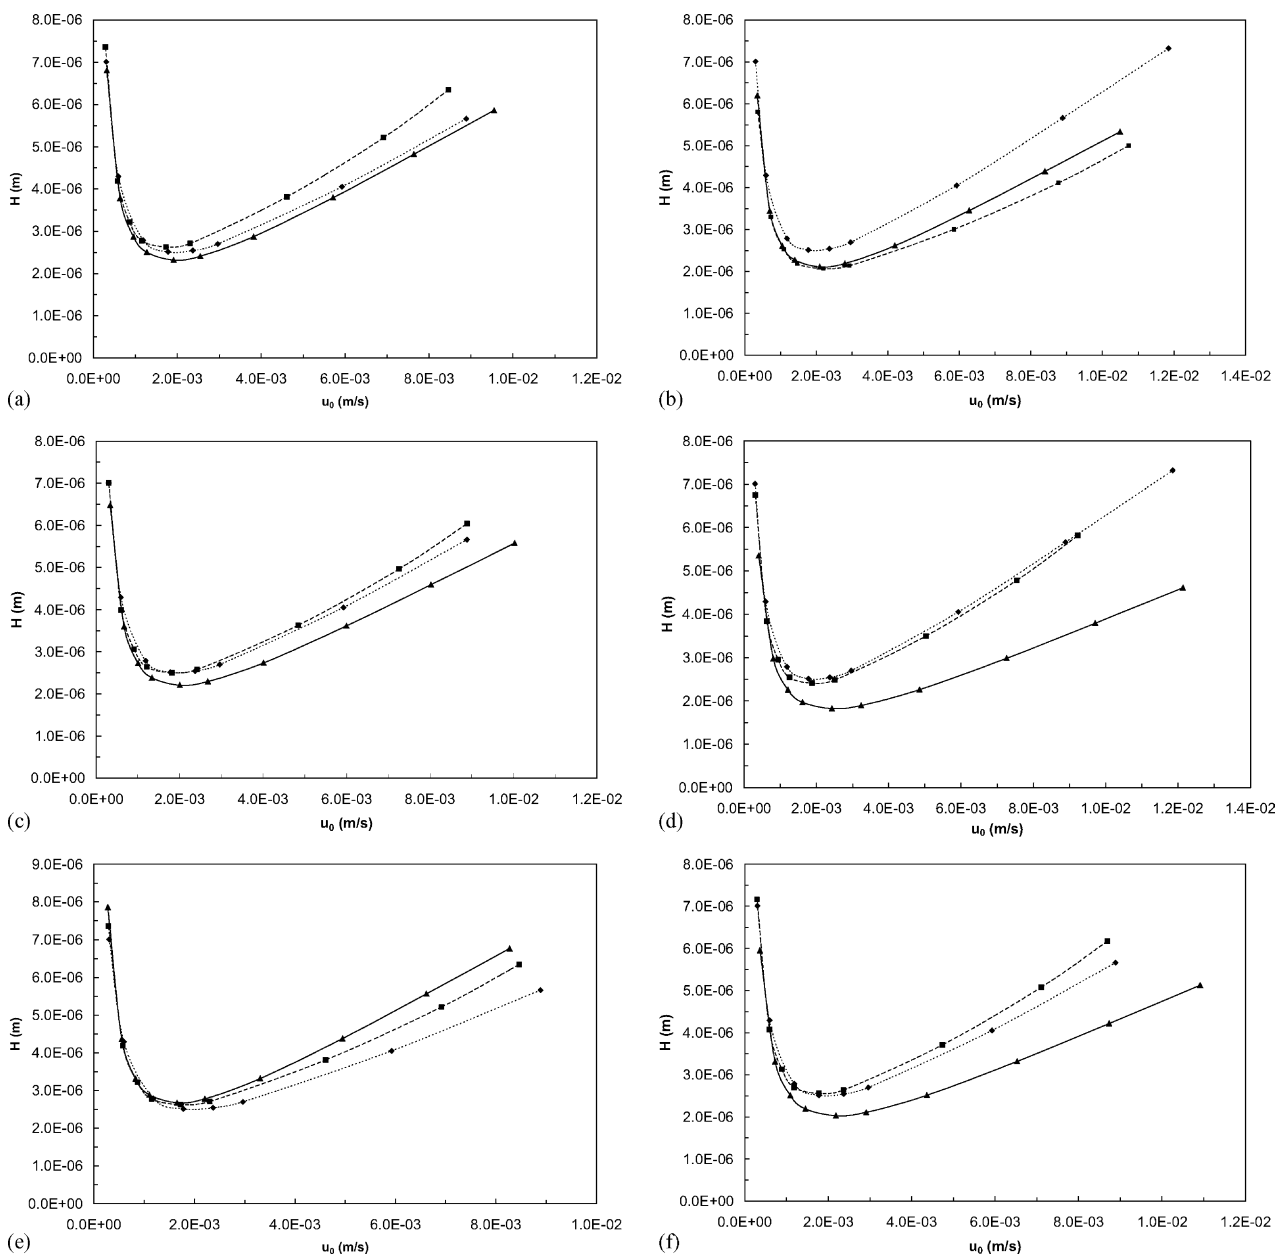 8.0E-06
7.0E-06
6.0E-06
5.0E-06
4.0E-06
3.0E-06
2.0E-06
1.0E-06
0.0E+00
H (m)
0.0E+00 2.0E-03 4.0E-03 6.0E-03 8.0E-03 1.0E-02 1.2E-02
u0 (m/s)
(a)
8.0E-06
7.0E-06
6.0E-06
5.0E-06
4.0E-06
3.0E-06
2.0E-06
1.0E-06
0.0E+00
H (m)
0.0E+00 2.0E-03 4.0E-03 6.0E-03 8.0E-03 1.0E-02 1.2E-02 1.4E-02
u0 (m/s)
(b)
8.0E-06
7.0E-06
6.0E-06
5.0E-06
4.0E-06
3.0E-06
2.0E-06
1.0E-06
0.0E+00
H (m)
0.0E+00 2.0E-03 4.0E-03 6.0E-03 8.0E-03 1.0E-02 1.2E-02
u0 (m/s)
(c)
8.0E-06
7.0E-06
6.0E-06
5.0E-06
4.0E-06
3.0E-06
2.0E-06
1.0E-06
0.0E+00
H (m)
0.0E+00 2.0E-03 4.0E-03 6.0E-03 8.0E-03 1.0E-02 1.2E-02 1.4E-02
u0 (m/s)
(d)
9.0E-06
8.0E-06
7.0E-06
6.0E-06
5.0E-06
4.0E-06
3.0E-06
2.0E-06
1.0E-06
0.0E+00
H (m)
0.0E+00 2.0E-03 4.0E-03 6.0E-03 8.0E-03 1.0E-02
u0 (m/s)
(e)
8.0E-06
7.0E-06
6.0E-06
5.0E-06
4.0E-06
3.0E-06
2.0E-06
1.0E-06
0.0E+00
H (m)
0.0E+00 2.0E-03 4.0E-03 6.0E-03 8.0E-03 1.0E-02 1.2E-02
u0 (m/s)
(f)